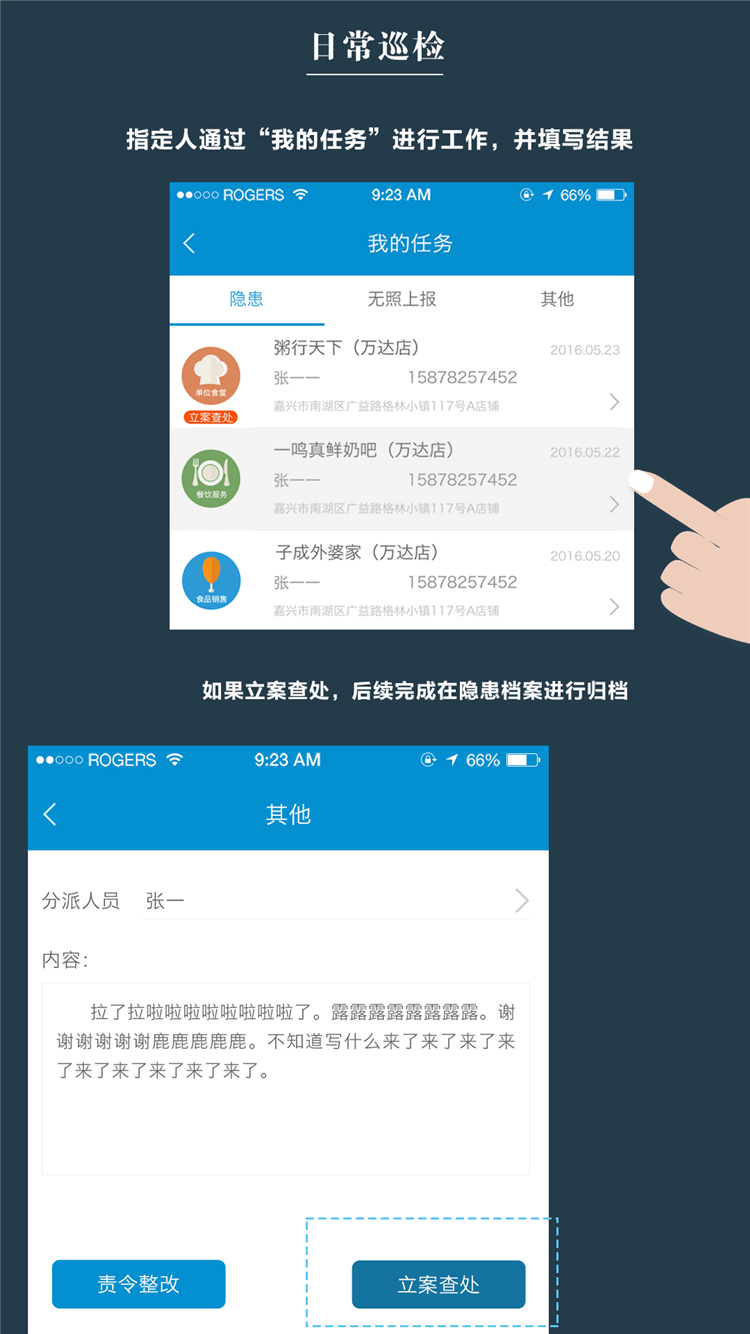 日常巡检
指定人通过“我的任务”进行工作，并填写结果
ROGERS 9:23 AM 66%
我的任务
隐患 无照上报 其他
粥行天下（万达店） 2016.05.23
张一一 15878257452
单位食堂
嘉兴市南湖区广益路格林小镇117号A店铺
立案查处
一鸣真鲜奶吧（万达店） 2016.05.22
张一一 15878257452
餐饮服务
嘉兴市南湖区广益路格林小镇117号A店铺
子成外婆家（万达店） 2016.05.20
张一一 15878257452
食品销售
嘉兴市南湖区广益路格林小镇117号A店铺
如果立案查处，后续完成在隐患档案进行归档
ROGERS 9:23 AM 66%
其他
分派人员 张一
内容：
拉了拉啦啦啦啦啦啦啦啦了。露露露露露露露露。谢
谢谢谢谢谢鹿鹿鹿鹿鹿。不知道写什么来了来了来了来
了来了来了来了来了来了。
责令整改 立案查处